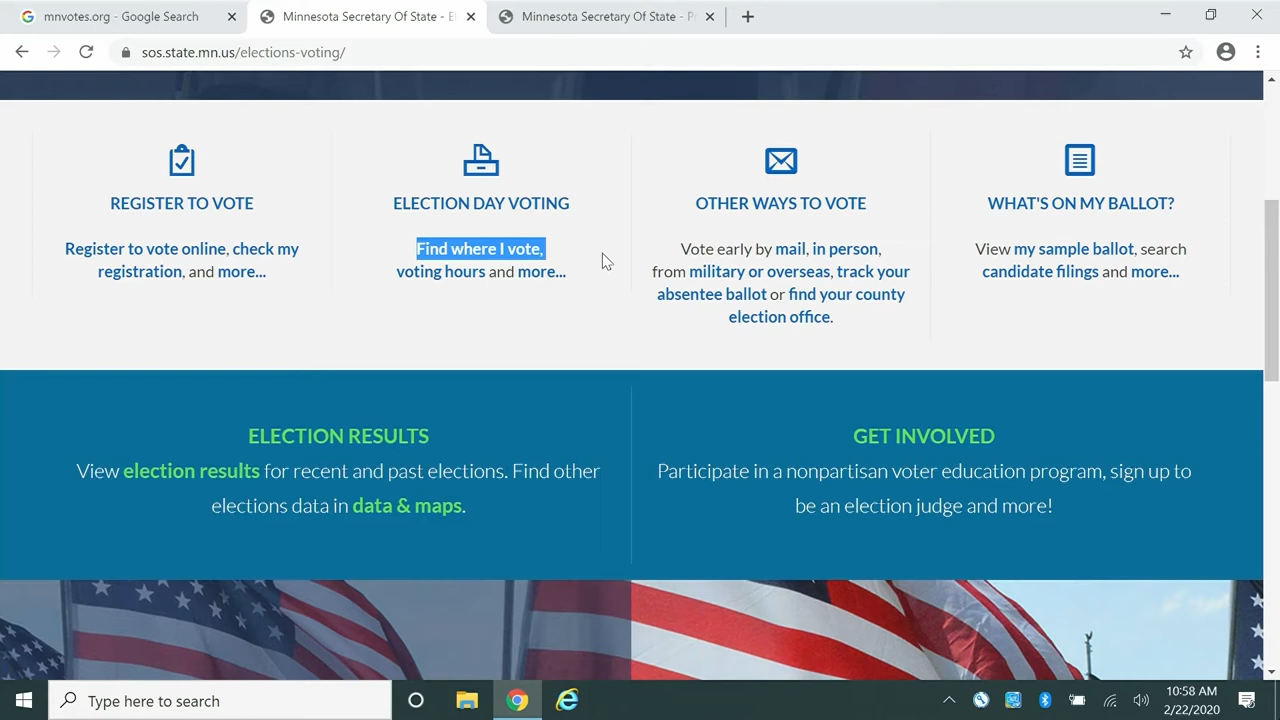 mnvotes.org - Google Search
Minnesota Secretary Of State - E
Minnesota Secretary Of State - P
sos.state.mn.us/elections-voting/
REGISTER TO VOTE
Register to vote online, check my
registration, and more...
ELECTION DAY VOTING
Find where I vote,
voting hours and more...
OTHER WAYS TO VOTE
Vote early by mail, in person,
from military or overseas, track your
absentee ballot or find your county
election office.
WHAT'S ON MY BALLOT?
View my sample ballot, search
candidate filings and more...
ELECTION RESULTS
View election results for recent and past elections. Find other
elections data in data & maps.
GET INVOLVED
Participate in a nonpartisan voter education program, sign up to
be an election judge and more!
Type here to search
10:58 AM
2/22/2020